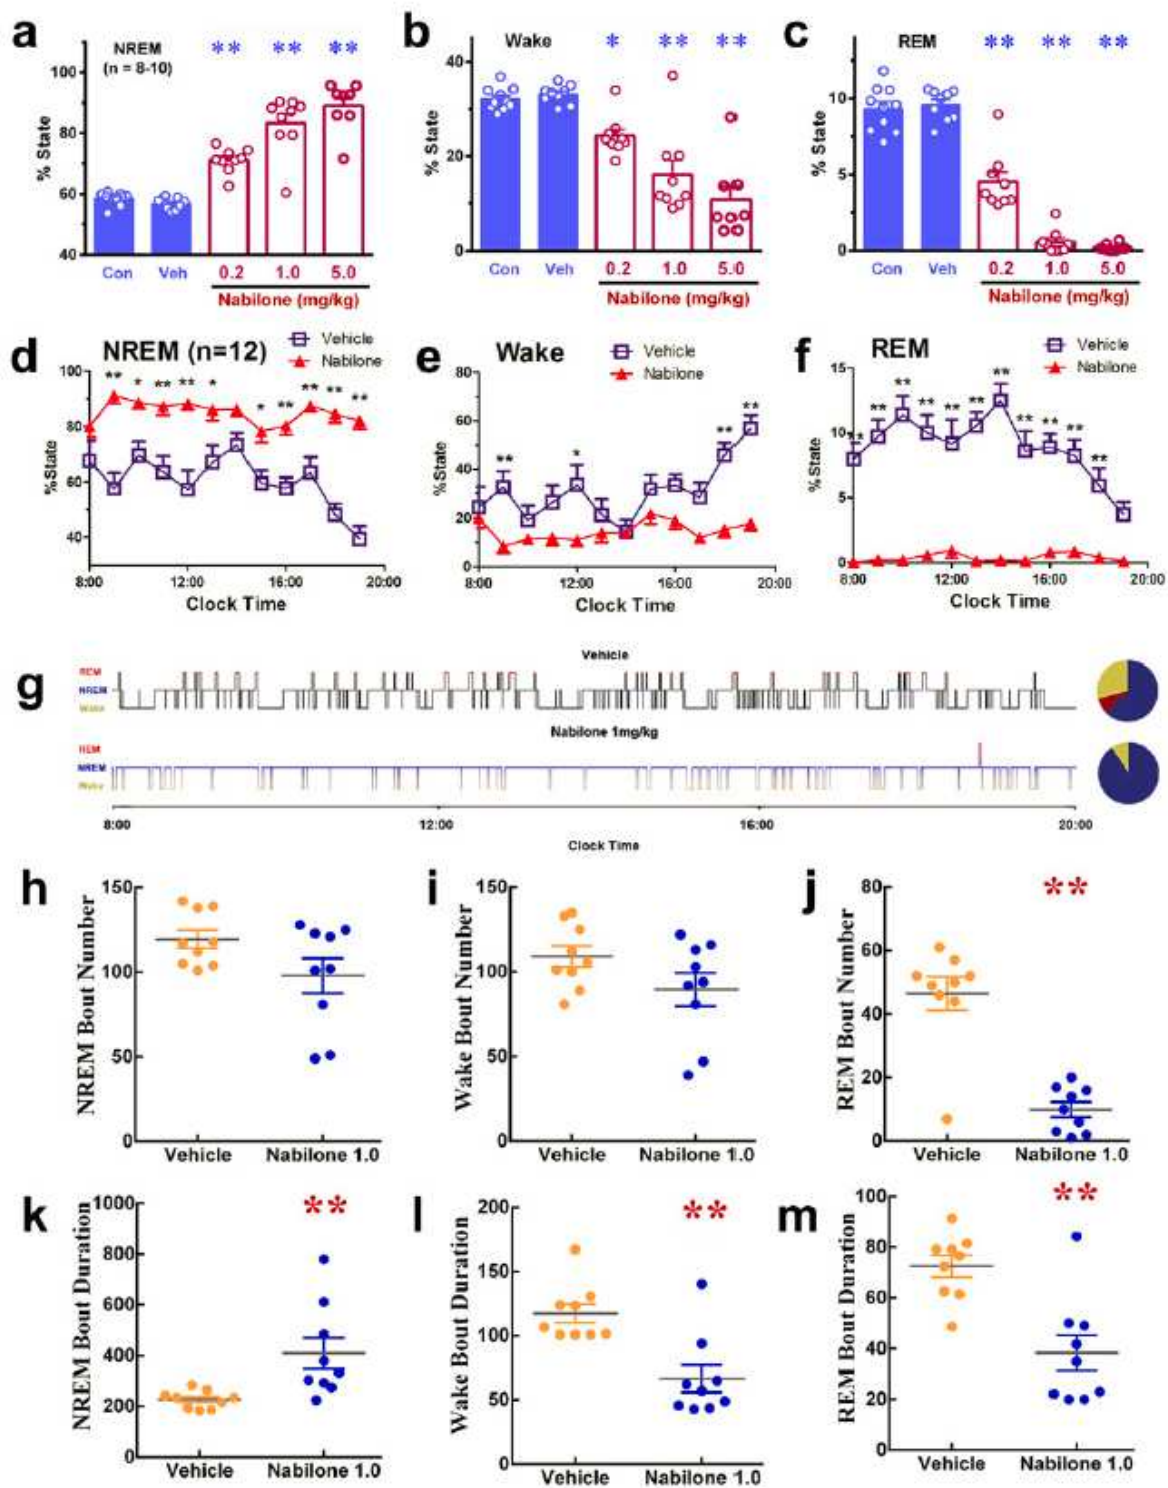 a
NREM
(n = 8-10)
** ** **
% State
100
80
60
40
Con Veh 0.2 1.0 5.0
Nabilone (mg/kg)
b
Wake
* ** **
% State
40
20
0
Con Veh 0.2 1.0 5.0
Nabilone (mg/kg)
c
REM
** ** **
% State
10
5
0
Con Veh 0.2 1.0 5.0
Nabilone (mg/kg)
d
NREM (n=12)
Vehicle
Nabilone
** * ** ** * * ** ** ** **
%State
100
80
60
40
8:00 12:00 16:00 20:00
Clock Time
e
Wake
Vehicle
Nabilone
** * ** **
%State
80
60
40
20
0
8:00 12:00 16:00 20:00
Clock Time
f
REM
Vehicle
Nabilone
** ** ** ** ** ** ** ** ** ** **
%State
15
10
5
0
8:00 12:00 16:00 20:00
Clock Time
g
Vehicle
REM
NREM
Wake
Nabilone 1mg/kg
REM
NREM
Wake
8:00 12:00 16:00 20:00
Clock Time
h
NREM Bout Number
150
100
50
0
Vehicle Nabilone 1.0
i
Wake Bout Number
150
100
50
0
Vehicle Nabilone 1.0
j
**
REM Bout Number
80
60
40
20
0
Vehicle Nabilone 1.0
k
**
NREM Bout Duration
1000
800
600
400
200
0
Vehicle Nabilone 1.0
l
**
Wake Bout Duration
200
150
100
50
0
Vehicle Nabilone 1.0
m
**
REM Bout Duration
100
80
60
40
20
0
Vehicle Nabilone 1.0